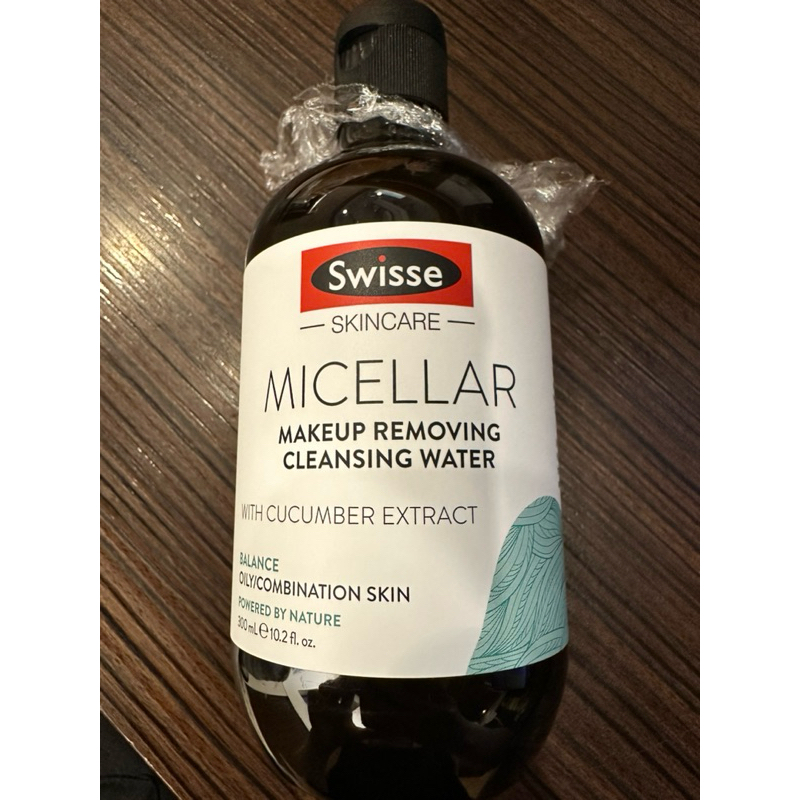 Swisse
SKINCARE
MICELLAR
MAKEUP REMOVING
CLEANSING WATER
WITH CUCUMBER EXTRACT
BALANCE
OILY/COMBINATION SKIN
POWERED BY NATURE
300 mL ℮ 10.2 fl. oz.